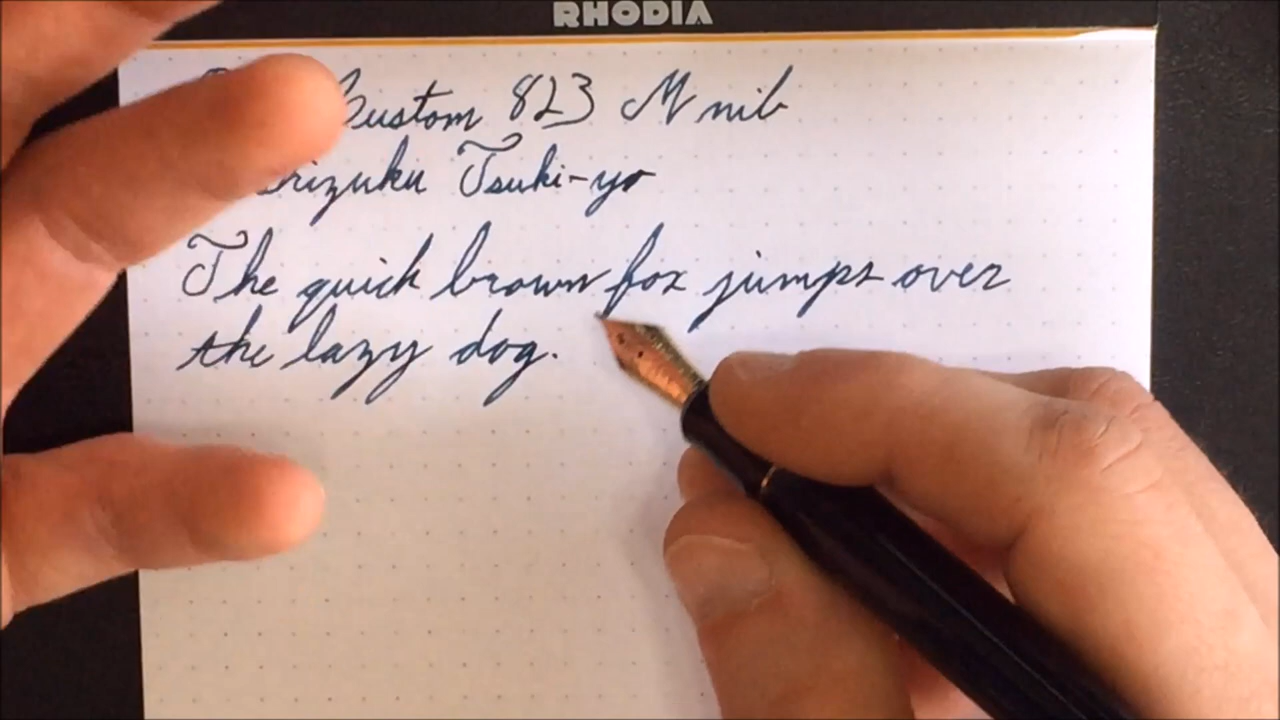 RHODIA
Custom 823 M nib
Tsuki-yo
The quick brown fox jumps over
the lazy dog.